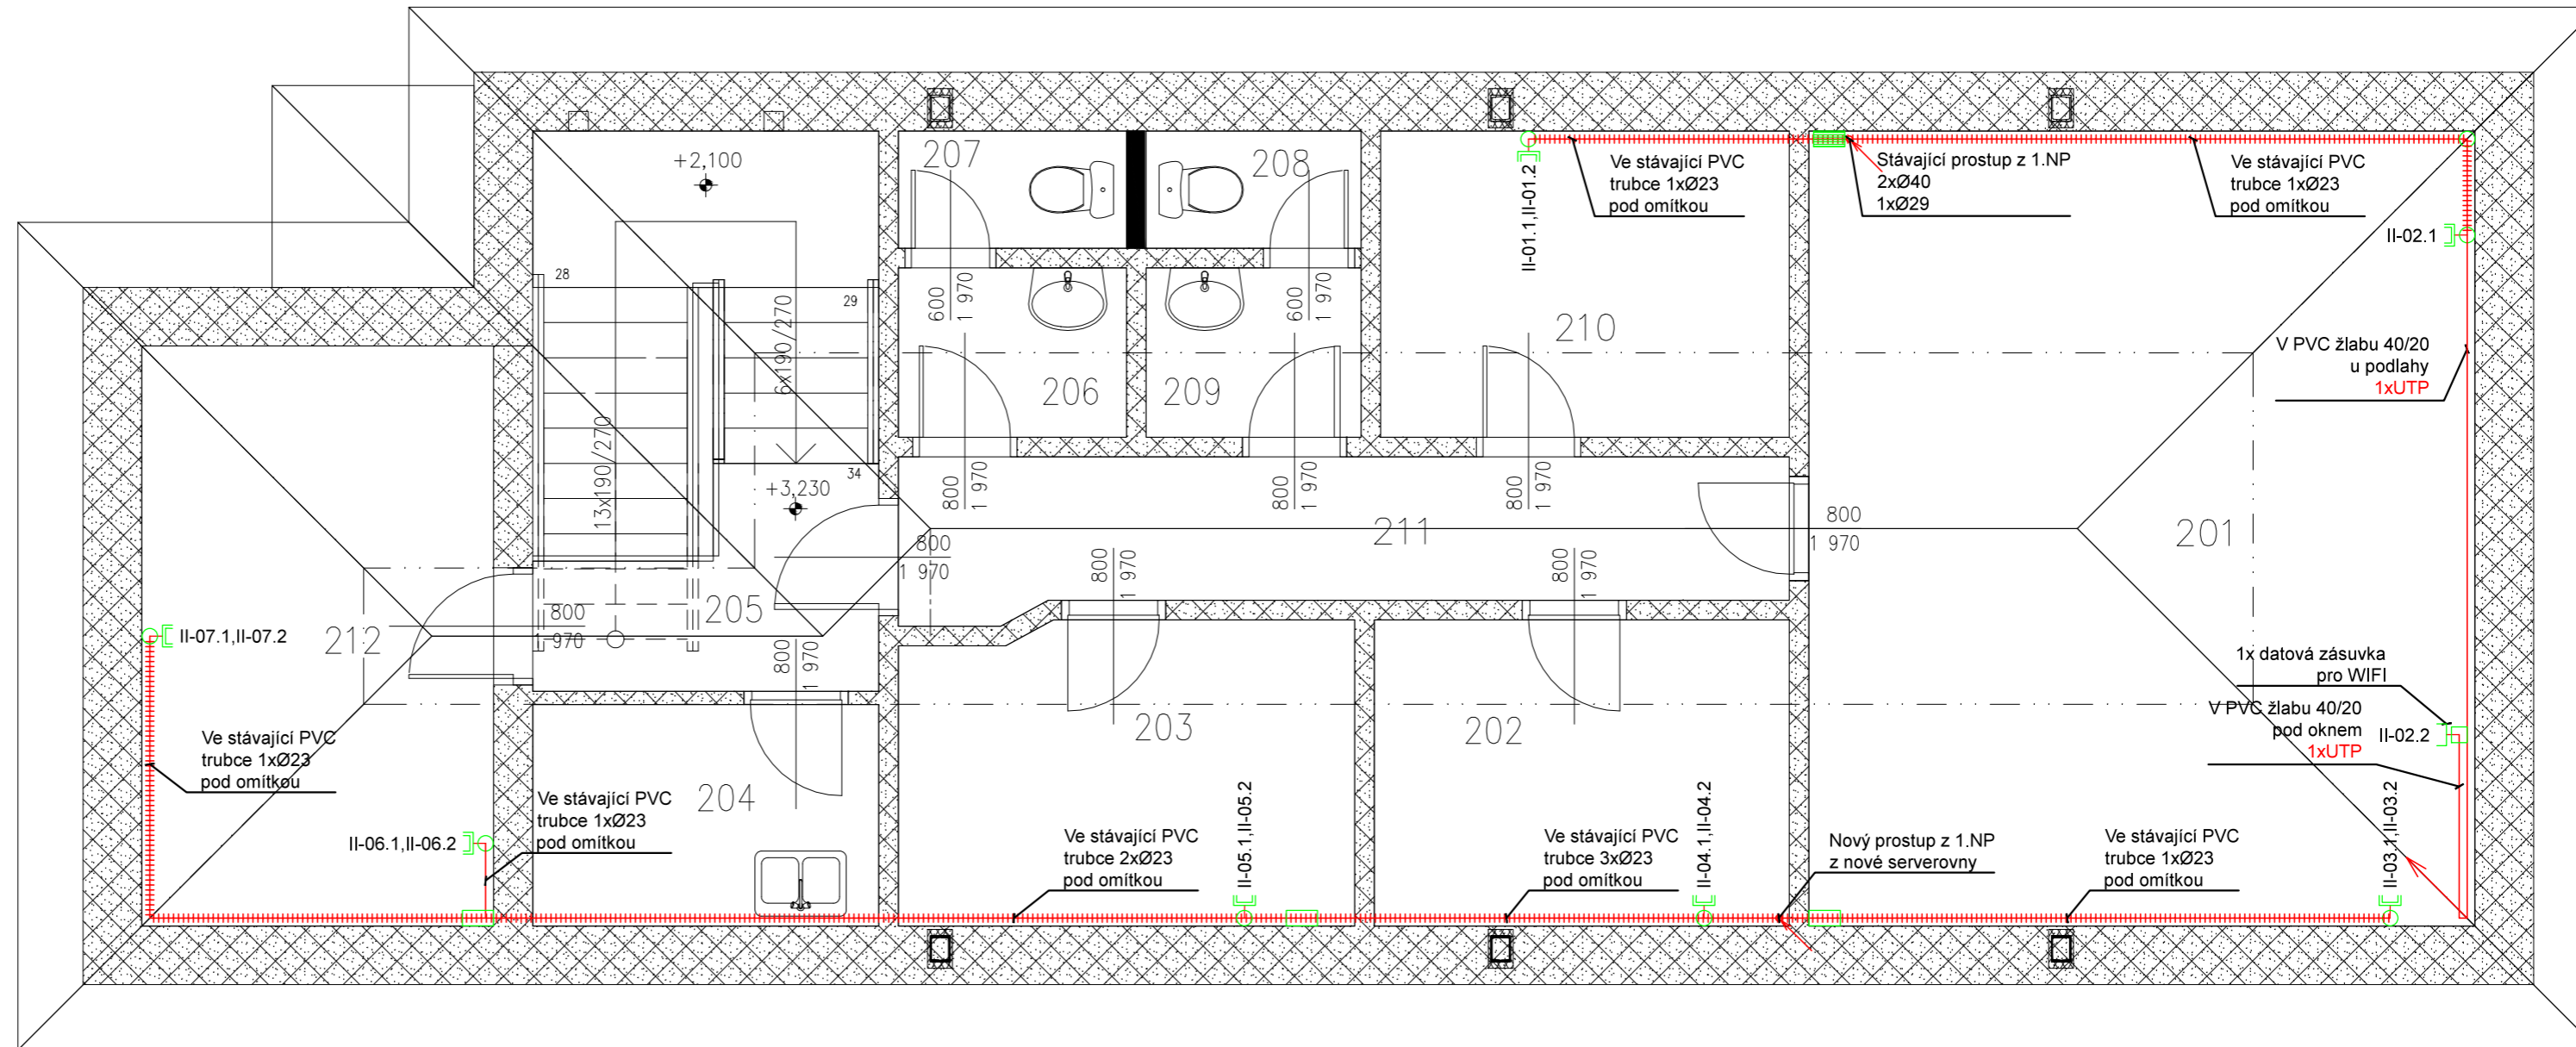 +2,100
207
208
II-01.1,II-01.2
Ve stávající PVC
trubce 1xØ23
pod omítkou
Stávající prostup z 1.NP
2xØ40
1xØ29
Ve stávající PVC
trubce 1xØ23
pod omítkou
II-02.1
28
29
6x190/270
600
1 970
600
1 970
210
V PVC žlabu 40/20
u podlahy
1xUTP
206
209
13x190/270
34
+3,230
800
1 970
800
1 970
800
1 970
800
1 970
211
800
1 970
201
800
1 970
800
1 970
205
800
1 970
212
II-07.1,II-07.2
800
1 970
1x datová zásuvka
pro WIFI
V PVC žlabu 40/20
pod oknem
1xUTP
II-02.2
203
202
Ve stávající PVC
trubce 1xØ23
pod omítkou
204
Ve stávající PVC
trubce 1xØ23
pod omítkou
II-06.1,II-06.2
Ve stávající PVC
trubce 2xØ23
pod omítkou
II-05.1,II-05.2
Ve stávající PVC
trubce 3xØ23
pod omítkou
II-04.1,II-04.2
Nový prostup z 1.NP
z nové serverovny
Ve stávající PVC
trubce 1xØ23
pod omítkou
II-03.1,II-03.2